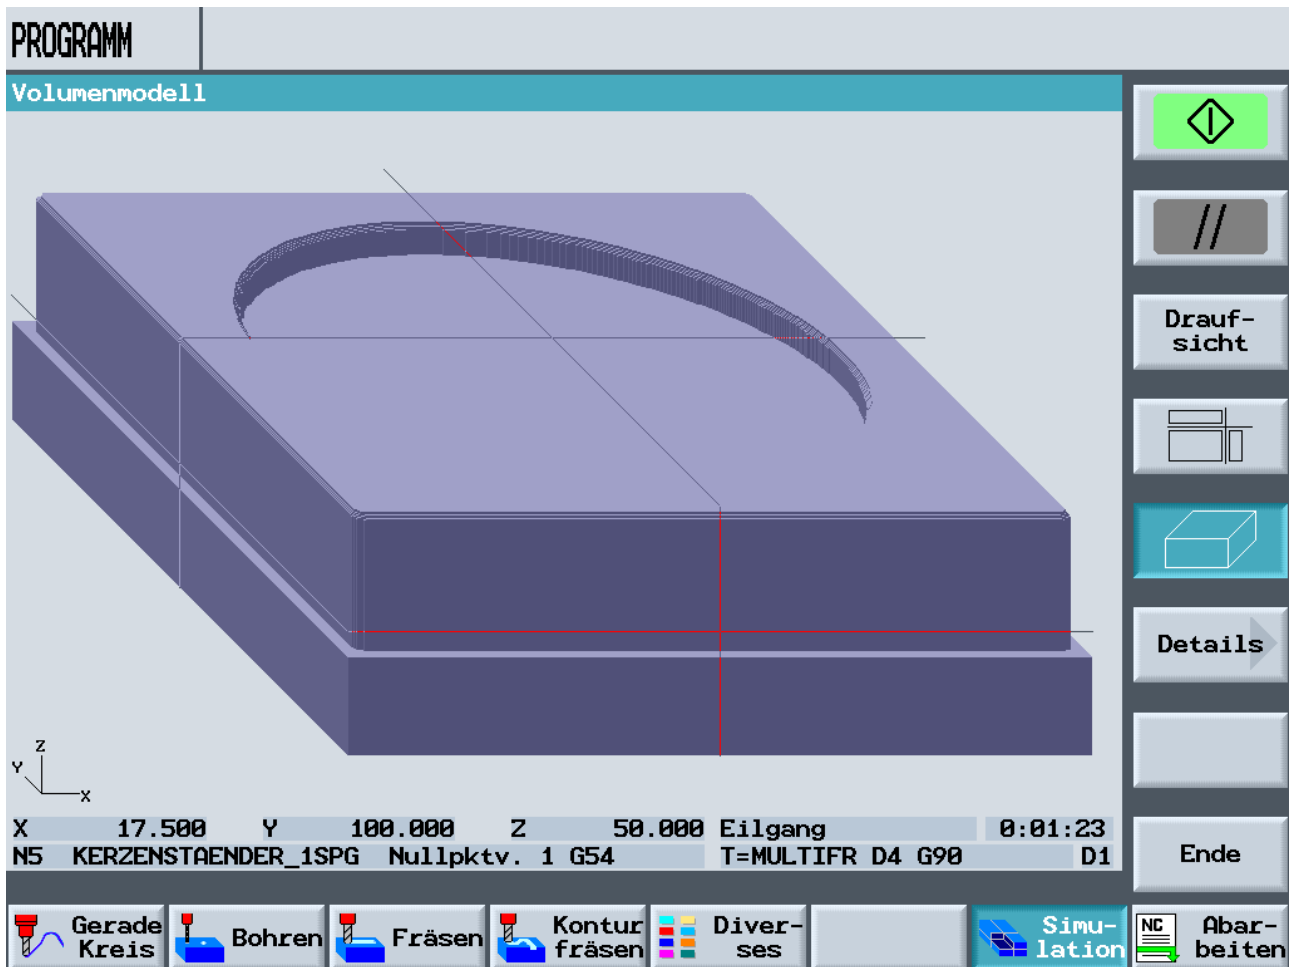 PROGRAMM
Volumenmodell
Drauf-
sicht
Details
Z
Y
X
X 17.500 Y 100.000 Z 50.000 Eilgang 0:01:23
N5 KERZENSTAENDER_1SPG Nullpktv. 1 G54 T=MULTIFR D4 G90 D1
Ende
Gerade
Kreis
Bohren
Fräsen
Kontur
fräsen
Diver-
ses
Simu-
lation
NC
Abar-
beiten